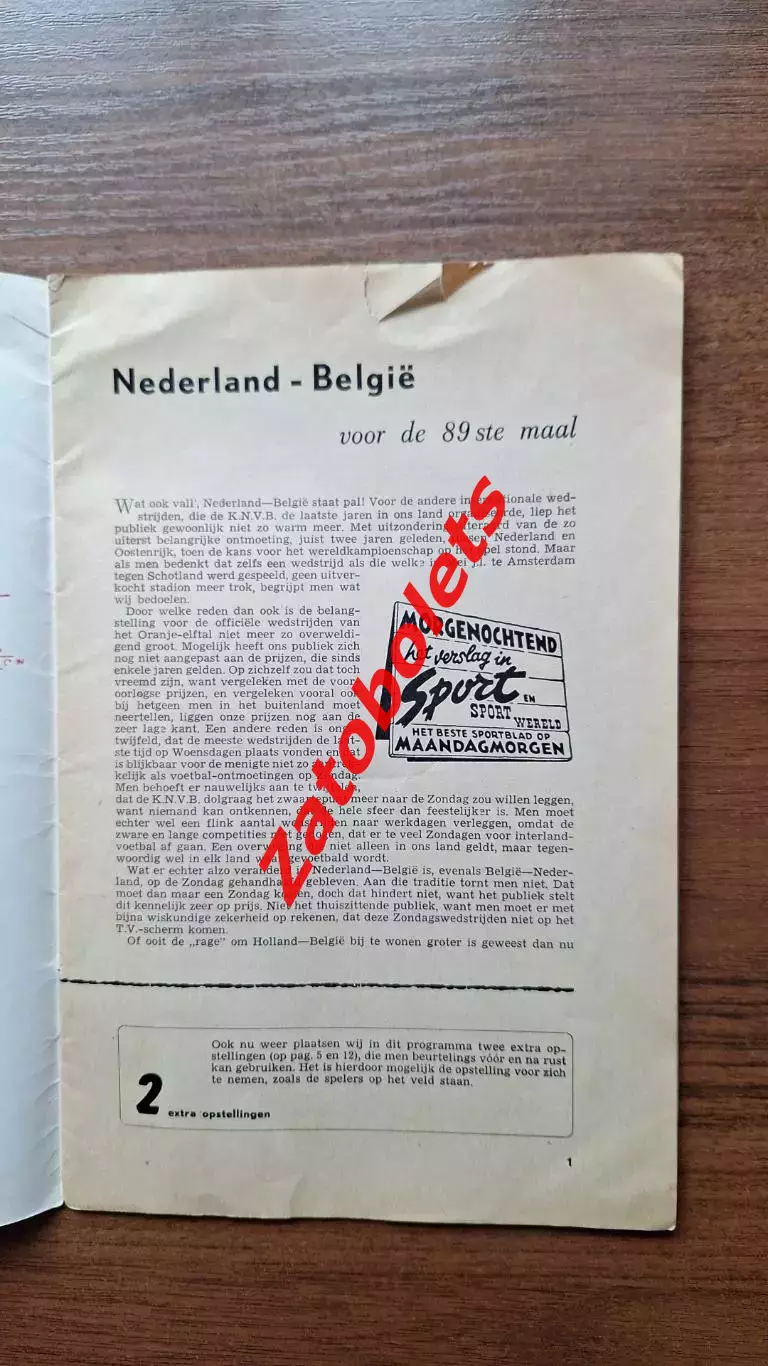 Nederland - België
voor de 89 ste maal
Wat ook vall', Nederland—België staat pal! Voor de andere internationale wed-
strijden, die de K.N.V.B. de laatste jaren in ons land organiseerde, liep het
publiek gewoonlijk niet zo warm meer. Met uitzondering uiteraard van de zo
uiterst belangrijke ontmoeting, juist twee jaren geleden, tussen Nederland en
Oostenrijk, toen de kans voor het wereldkampioenschap op het spel stond. Maar
als men bedenkt dat zelfs een wedstrijd als die welke in Mei j.l. te Amsterdam
tegen Schotland werd gespeeld, geen uitver-
kocht stadion meer trok, begrijpt men wat
wij bedoelen.
Door welke reden dan ook is de belang-
stelling voor de officiële wedstrijden van
het Oranje-elftal niet meer zo overweldi-
gend groot. Mogelijk heeft ons publiek zich
nog niet aangepast aan de prijzen, die sinds
enkele jaren gelden. Op zichzelf zou dat toch
vreemd zijn, want vergeleken met de voor-
oorlogse prijzen, en vergeleken vooral ook
bij hetgeen men in het buitenland moet
neertellen, liggen onze prijzen nog aan de
zeer lage kant. Een andere reden is onge-
twijfeld, dat de meeste wedstrijden de laat-
ste tijd op Woensdagen plaats vonden en dat
is blijkbaar voor de menigte niet zo aantrek-
kelijk als voetbal-ontmoetingen op Zondag.
Men behoeft er nauwelijks aan te twijfelen,
dat de K.N.V.B. dolgraag het zwaartepunt meer naar de Zondag zou willen leggen,
want niemand kan ontkennen, dat de hele sfeer dan feestelijker is. Men moet
echter wel een flink aantal wedstrijden naar werkdagen verleggen, omdat de
zware en lange competities niet gedogen, dat er te veel Zondagen voor interland-
voetbal af gaan. Een overweging die niet alleen in ons land geldt, maar tegen-
woordig wel in elk land waar gevoetbald wordt.
Wat er echter alzo veranderd is, Nederland—België is, evenals België—Neder-
land, op de Zondag gehandhaafd gebleven. Aan die traditie tornt men niet. Dat
moet dan maar een Zondag kosten, doch dat hindert niet, want het publiek stelt
dit kennelijk zeer op prijs. Niet het thuiszittende publiek, want men moet er met
bijna wiskundige zekerheid op rekenen, dat deze Zondagswedstrijden niet op het
T.V.-scherm komen.
Of ooit de „rage” om Holland—België bij te wonen groter is geweest dan nu
MORGENOCHTEND
het verslag in
Sport EN
SPORT
WERELD
HET BESTE SPORTBLAD OP
MAANDAGMORGEN
Zatobolets
Ook nu weer plaatsen wij in dit programma twee extra op-
stellingen (op pag. 5 en 12), die men beurtelings vóór en na rust
kan gebruiken. Het is hierdoor mogelijk de opstelling voor zich
te nemen, zoals de spelers op het veld staan.
2 extra opstellingen
1